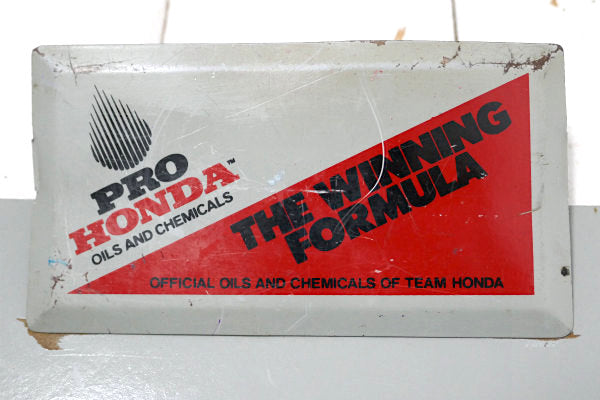 PRO
HONDA™
OILS AND CHEMICALS
THE WINNING
FORMULA
OFFICIAL OILS AND CHEMICALS OF TEAM HONDA